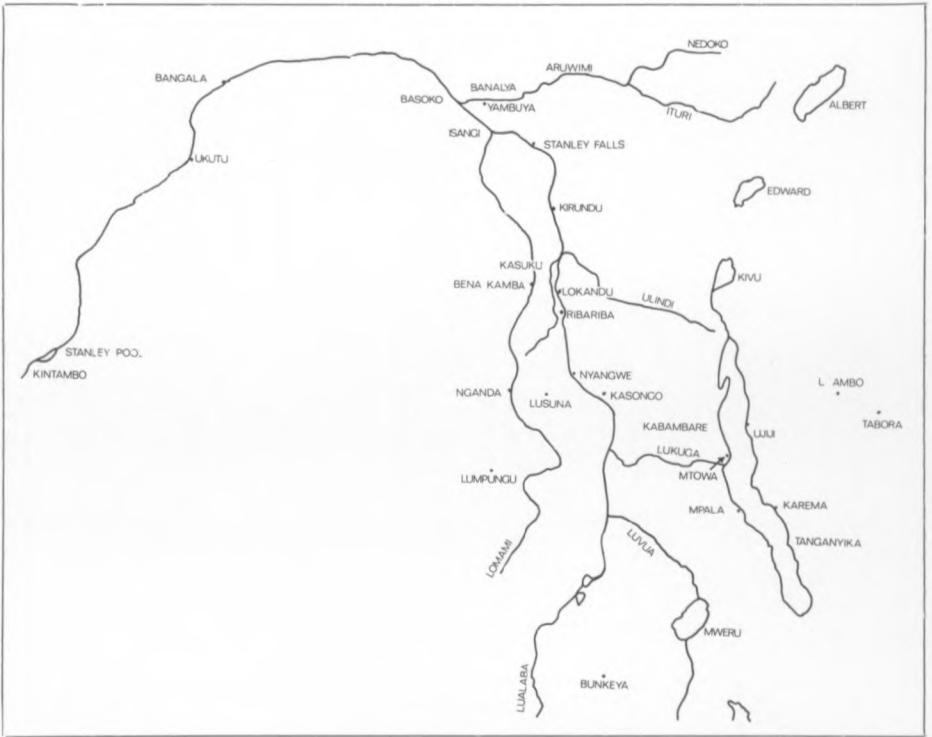 NEDOKO
ARUWIMI
BANGALA
BANALYA
BASOKO
YAMBUYA
ALBERT
ITURI
ISANGI
STANLEY FALLS
UKUTU
EDWARD
KIRUNDU
KASUKU
KIVU
BENA KAMBA
LOKANDU
ULINDI
RIBARIBA
STANLEY POOL
KINTAMBO
NYANGWE
L AMBO
NGANDA
LUSUNA
KASONGO
TABORA
KABAMBARE
UJIJI
LUKUGA
MTOWA
LUMPUNGU
MPALA
KAREMA
TANGANYIKA
LUVUA
LOMAMI
MWERU
BUNKEYA
LUALABA